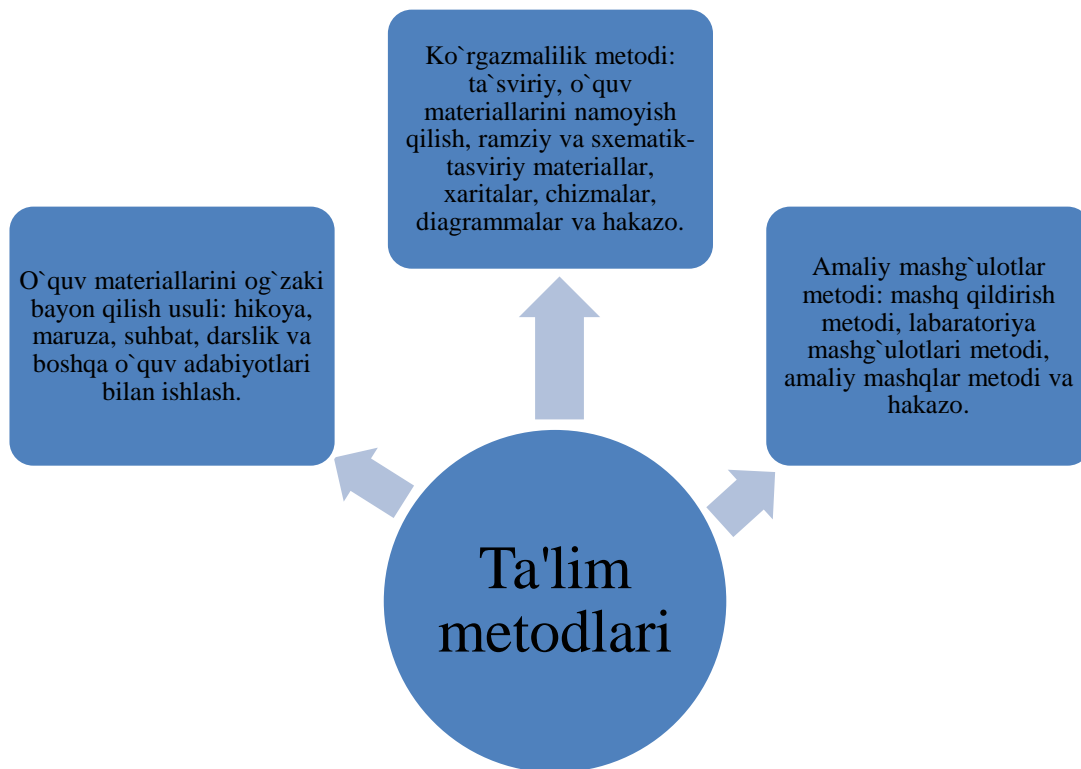 Ko`rgazmalilik metodi:
ta`sviriy, o`quv
materiallarini namoyish
qilish, ramziy va sxematik-
tasviriy materiallar,
xaritalar, chizmalar,
diagrammalar va hakazo.
O`quv materiallarini og`zaki
bayon qilish usuli: hikoya,
maruza, suhbat, darslik va
boshqa o`quv adabiyotlari
bilan ishlash.
Amaliy mashg`ulotlar
metodi: mashq qildirish
metodi, labaratoriya
mashg`ulotlari metodi,
amaliy mashqlar metodi va
hakazo.
Ta'lim
metodlari